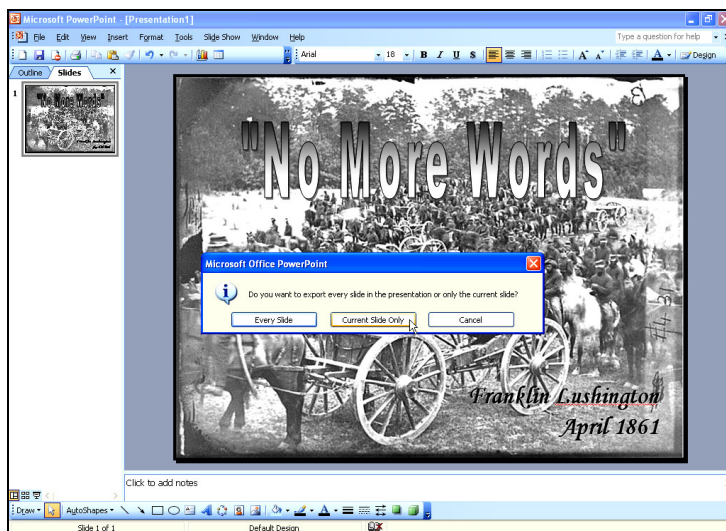 Microsoft PowerPoint - [Presentation1]
File Edit View Insert Format Tools Slide Show Window Help Type a question for help
Arial 18 B I U S A A A Design
Outline Slides
1
"No More Words"
"No More Words"
Microsoft Office PowerPoint
Do you want to export every slide in the presentation or only the current slide?
Every Slide Current Slide Only Cancel
Franklin Lushington
April 1861
Click to add notes
Draw AutoShapes A
Slide 1 of 1 Default Design